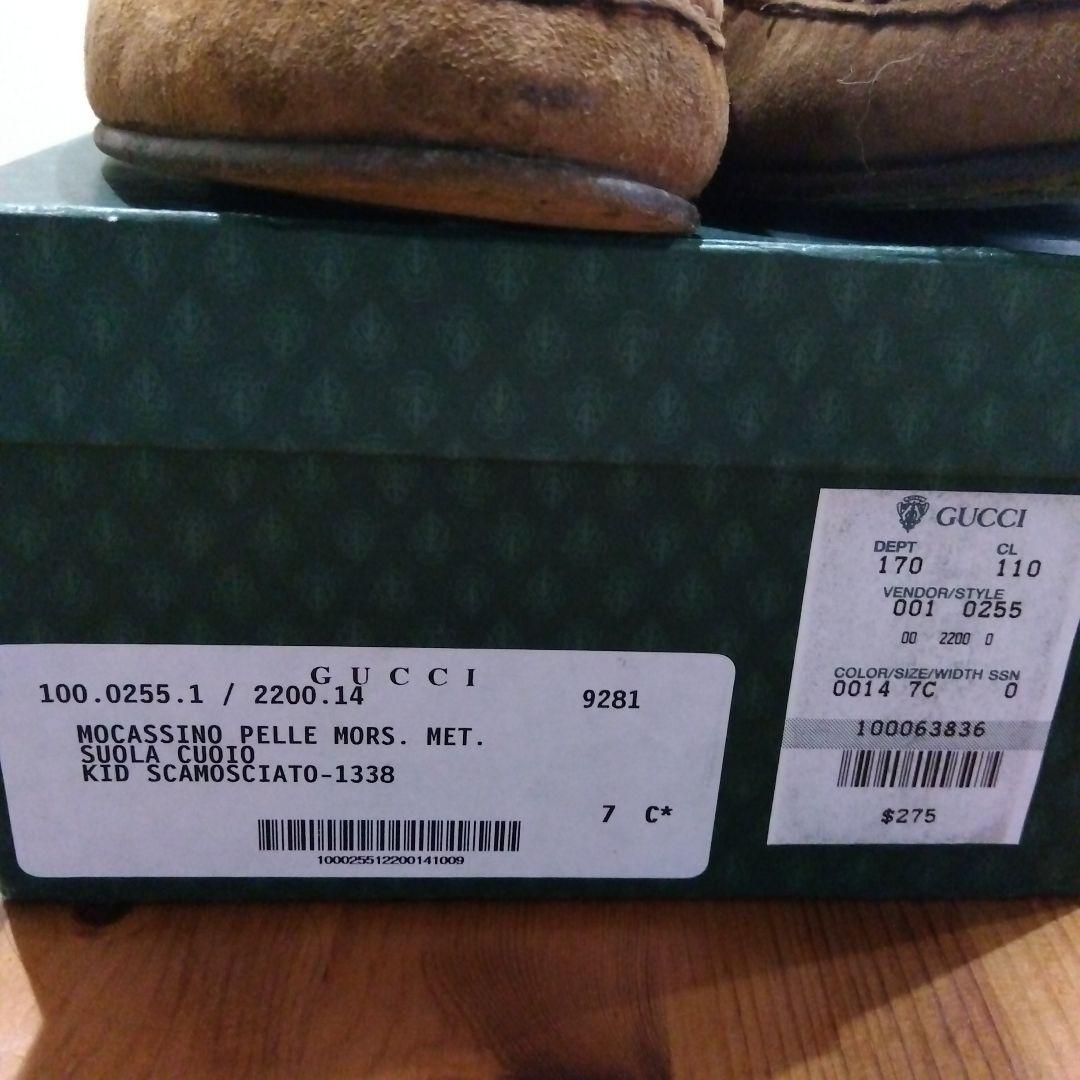 GUCCI
100.0255.1 / 2200.14 9281
MOCASSINO PELLE MORS. MET.
SUOLA CUOIO
KID SCAMOSCIATO-1338
7 C*
100025512200141009
GUCCI
DEPT CL
170 110
VENDOR/STYLE
001 0255
00 2200 0
COLOR/SIZE/WIDTH SSN
0014 7C 0
100063836
$275